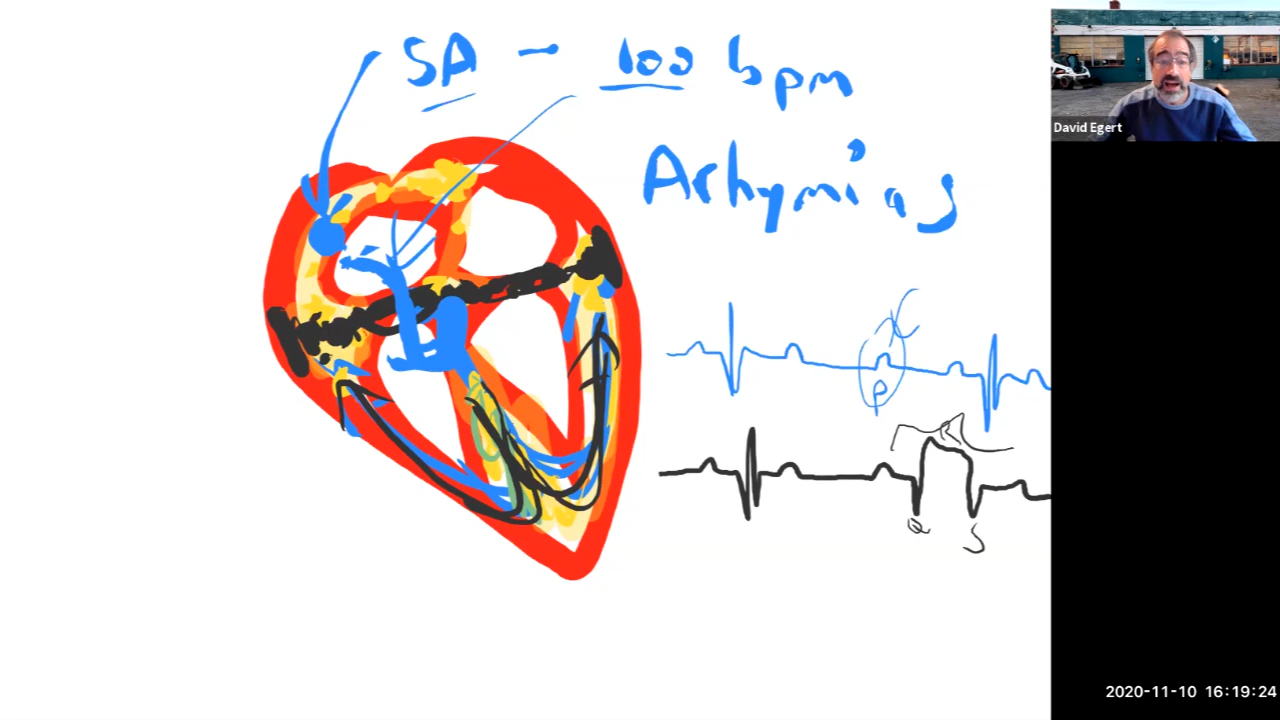 SA - 100 bpm
Arhymias
David Egert
P
Q
S
2020-11-10 16:19:24